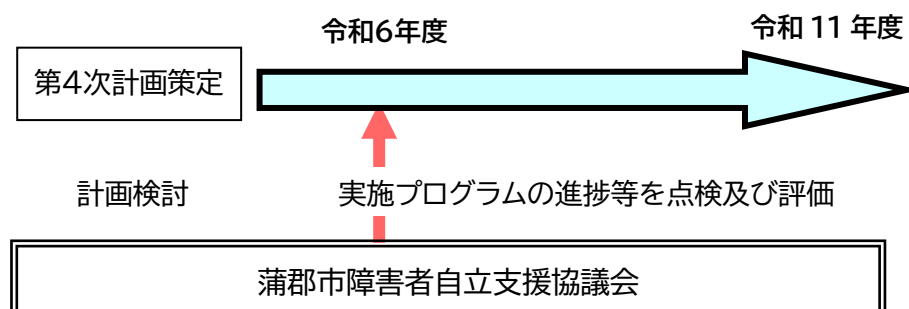 令和6年度
令和 11 年度
第4次計画策定
計画検討
実施プログラムの進捗等を点検及び評価
蒲郡市障害者自立支援協議会